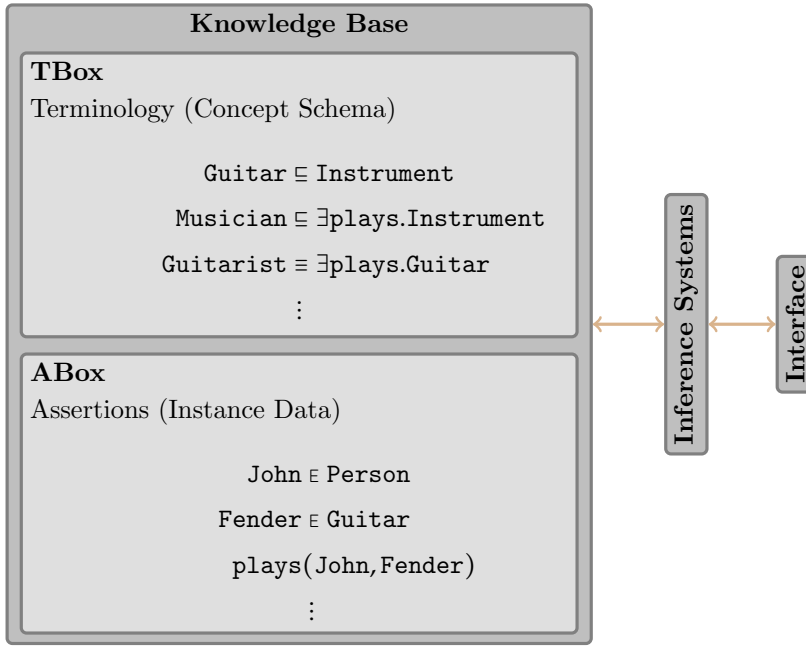 Knowledge Base
TBox
Terminology (Concept Schema)
Guitar ⊑ Instrument
Musician ⊑ ∃plays.Instrument
Guitarist ≡ ∃plays.Guitar
⋮
ABox
Assertions (Instance Data)
John ∈ Person
Fender ∈ Guitar
plays(John,Fender)
⋮
Inference Systems
Interface